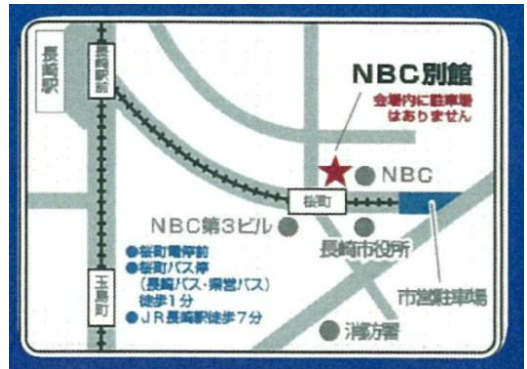 長崎駅
長崎駅前
NBC別館
会場内に駐車場
はありません
NBC
桜町
NBC第3ビル
長崎市役所
●桜町電停前
●桜町バス停
(長崎バス・県営バス)
徒歩1分
●JR長崎駅徒歩7分
市営駐車場
消防署